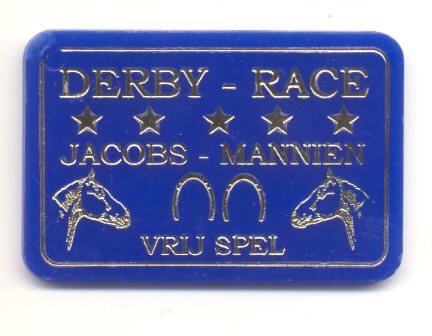 DERBY - RACE
JACOBS - MANNIEN
VRIJ SPEL